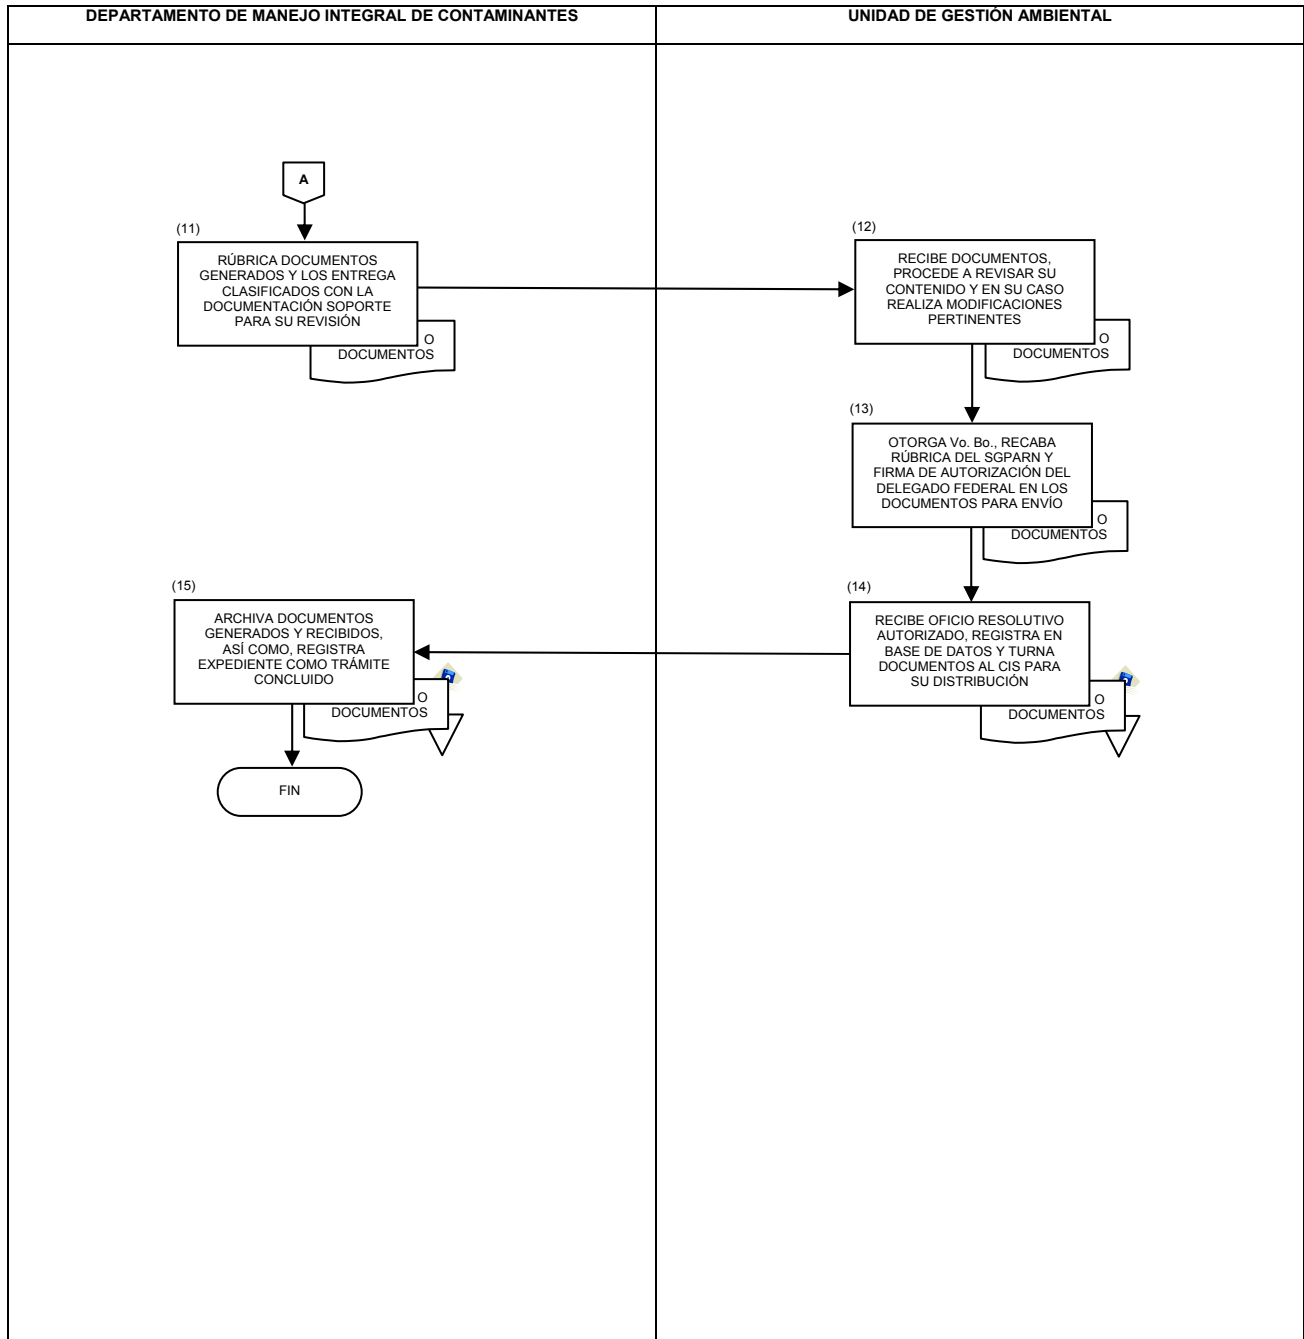 DEPARTAMENTO DE MANEJO INTEGRAL DE CONTAMINANTES
UNIDAD DE GESTIÓN AMBIENTAL
A
(11)
RÚBRICA DOCUMENTOS
GENERADOS Y LOS ENTREGA
CLASIFICADOS CON LA
DOCUMENTACIÓN SOPORTE
PARA SU REVISIÓN
O
DOCUMENTOS
(12)
RECIBE DOCUMENTOS,
PROCEDE A REVISAR SU
CONTENIDO Y EN SU CASO
REALIZA MODIFICACIONES
PERTINENTES
O
DOCUMENTOS
(13)
OTORGA Vo. Bo., RECABA
RÚBRICA DEL SGPARN Y
FIRMA DE AUTORIZACIÓN DEL
DELEGADO FEDERAL EN LOS
DOCUMENTOS PARA ENVÍO
O
DOCUMENTOS
(14)
RECIBE OFICIO RESOLUTIVO
AUTORIZADO, REGISTRA EN
BASE DE DATOS Y TURNA
DOCUMENTOS AL CIS PARA
SU DISTRIBUCIÓN
O
DOCUMENTOS
(15)
ARCHIVA DOCUMENTOS
GENERADOS Y RECIBIDOS,
ASÍ COMO, REGISTRA
EXPEDIENTE COMO TRÁMITE
CONCLUIDO
O
DOCUMENTOS
FIN